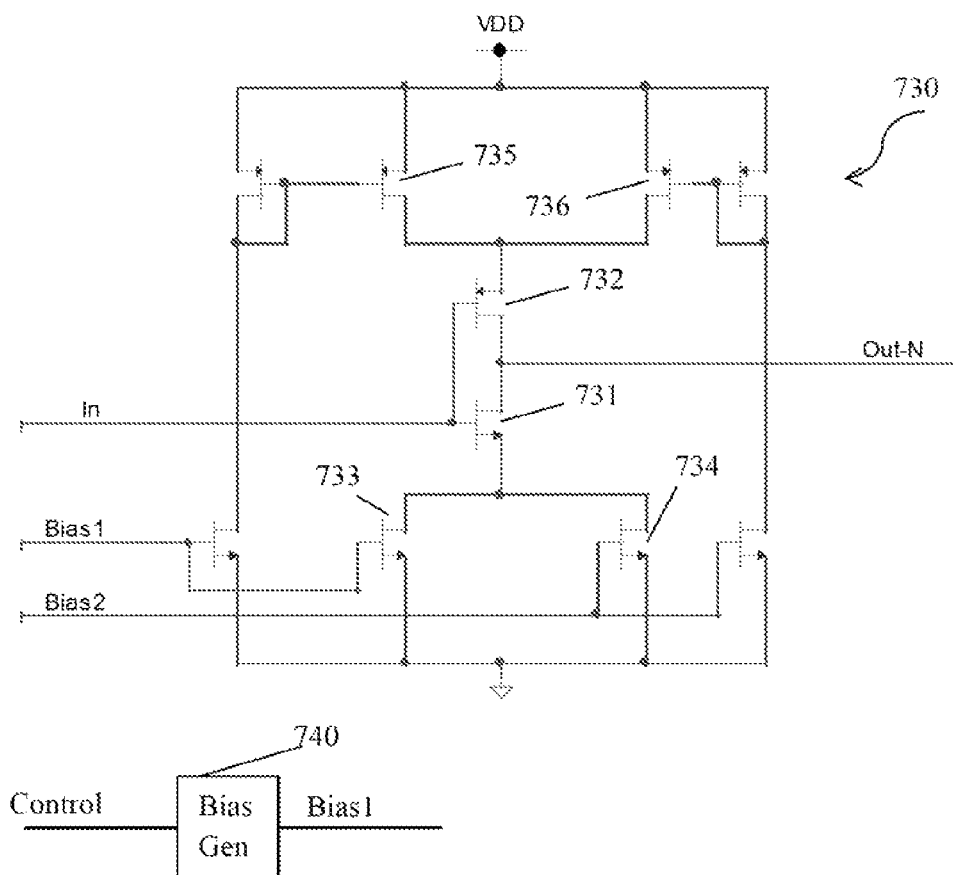 VDD
730
735
736
732
Out-N
In
731
733
734
Bias1
Bias2
740
Control
Bias
Gen
Bias1